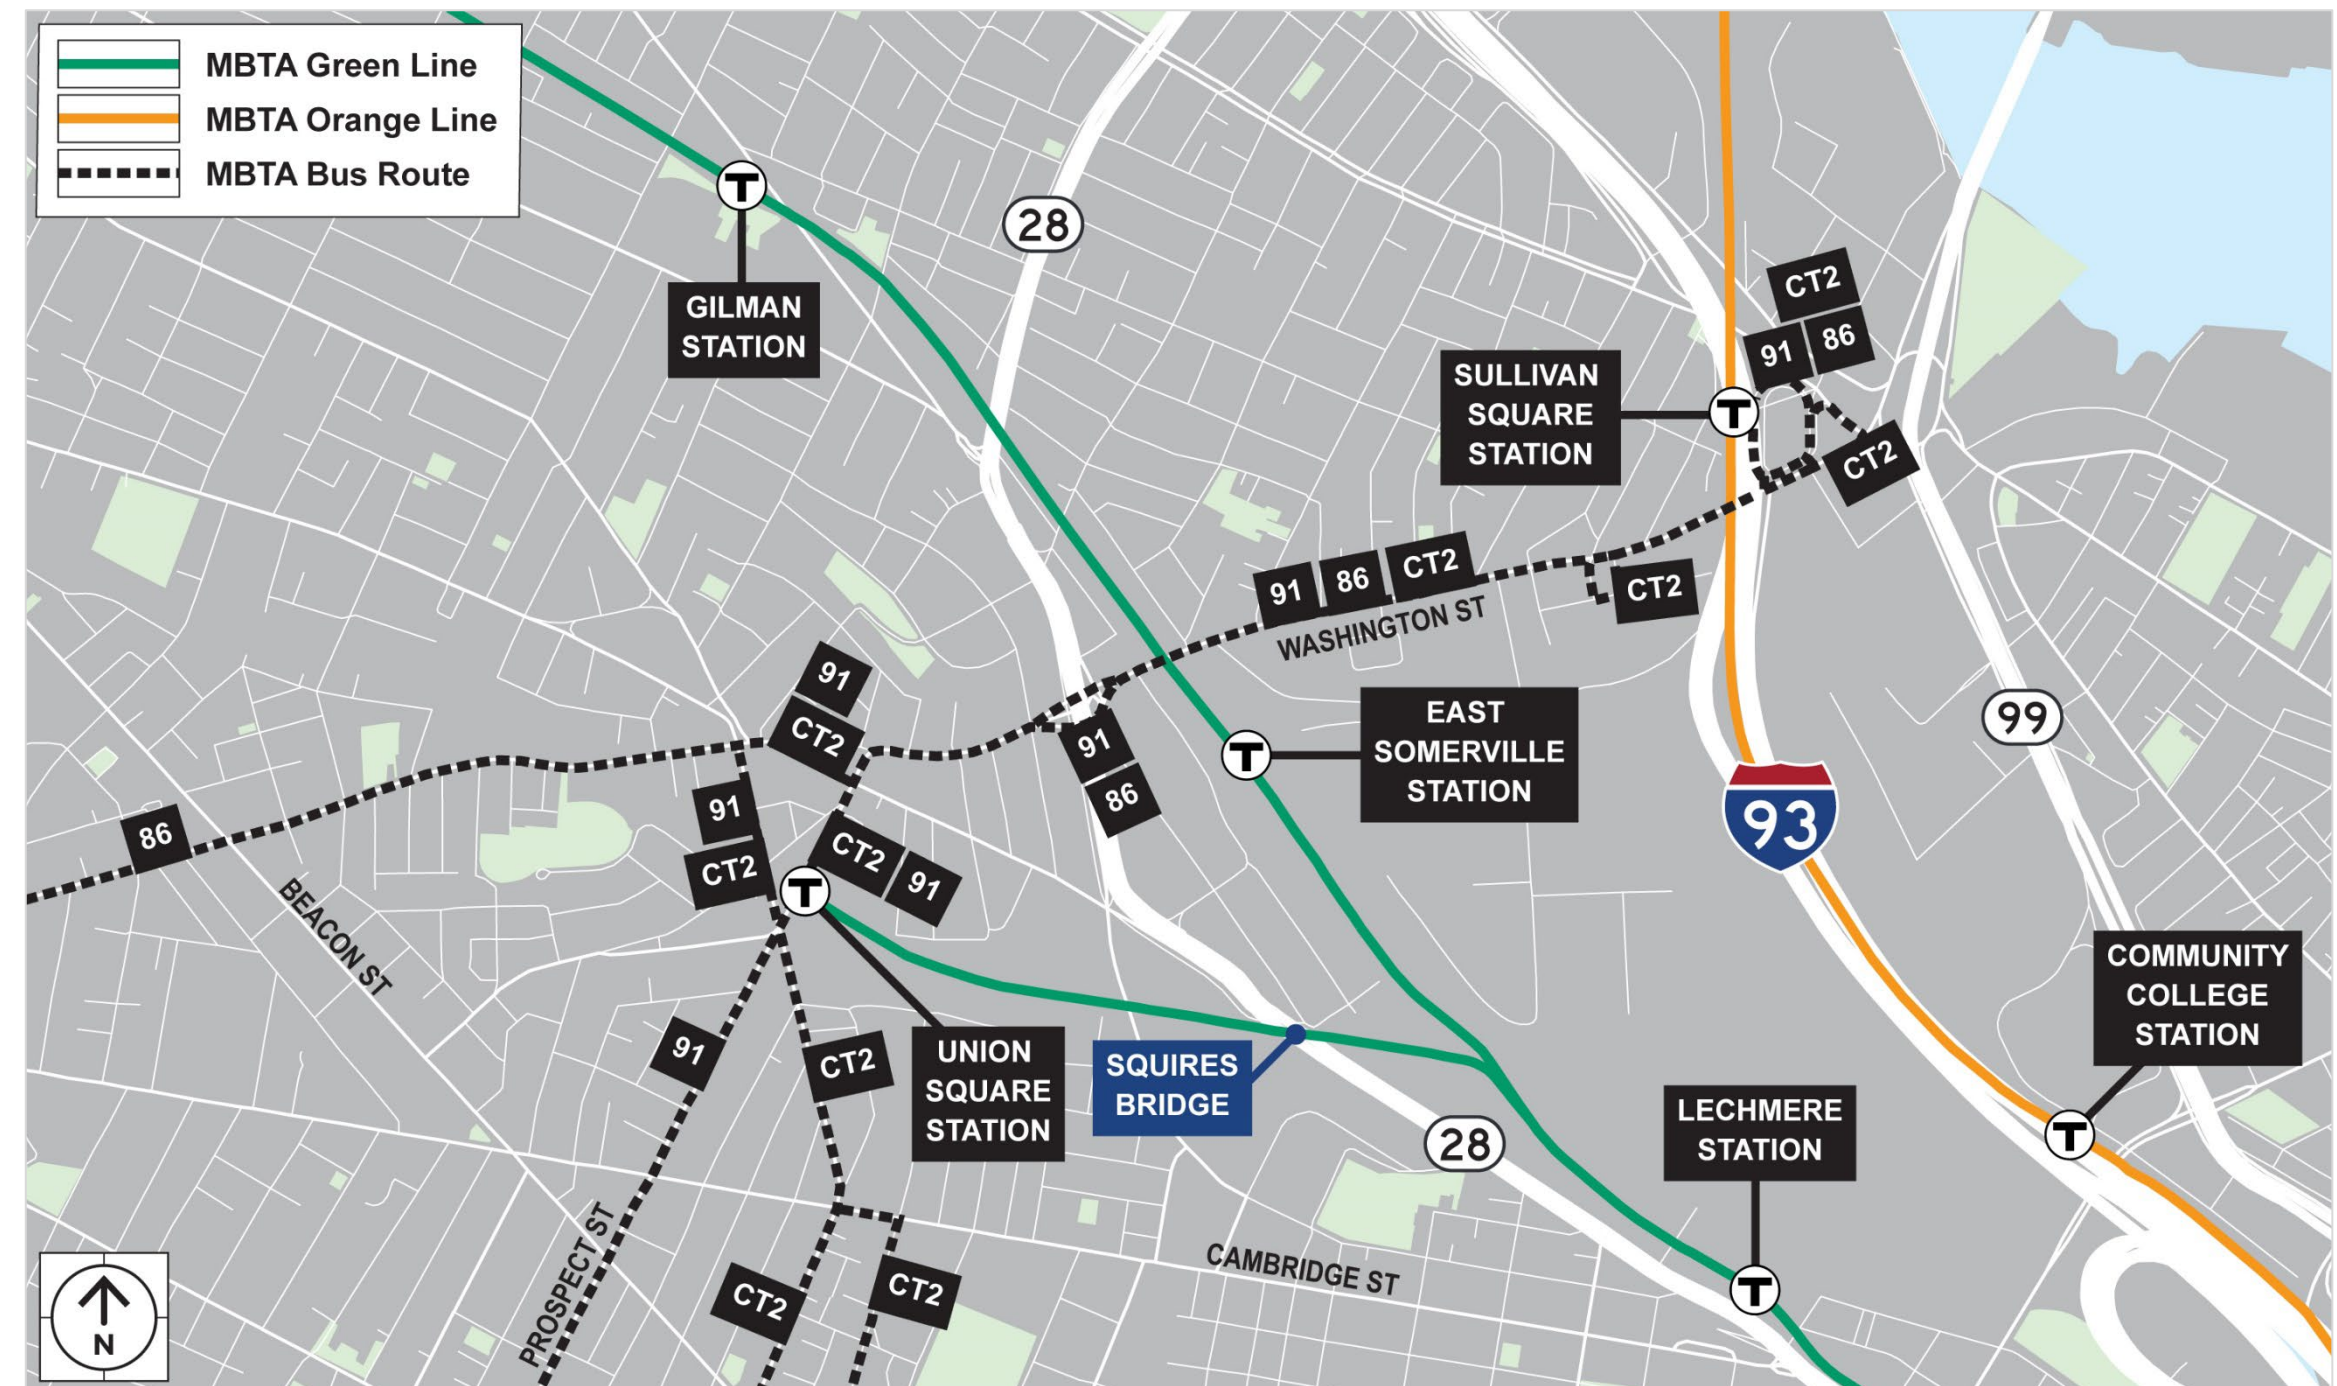 MBTA Green Line
MBTA Orange Line
MBTA Bus Route
T
GILMAN
STATION
28
CT2
91
86
SULLIVAN
SQUARE
STATION
T
CT2
91
86
CT2
CT2
WASHINGTON ST
91
CT2
EAST
SOMERVILLE
STATION
T
99
91
86
93
86
91
CT2
CT2
91
T
BEACON ST
COMMUNITY
COLLEGE
STATION
T
91
CT2
UNION
SQUARE
STATION
SQUIRES
BRIDGE
28
LECHMERE
STATION
T
PROSPECT ST
CT2
CT2
CAMBRIDGE ST
N